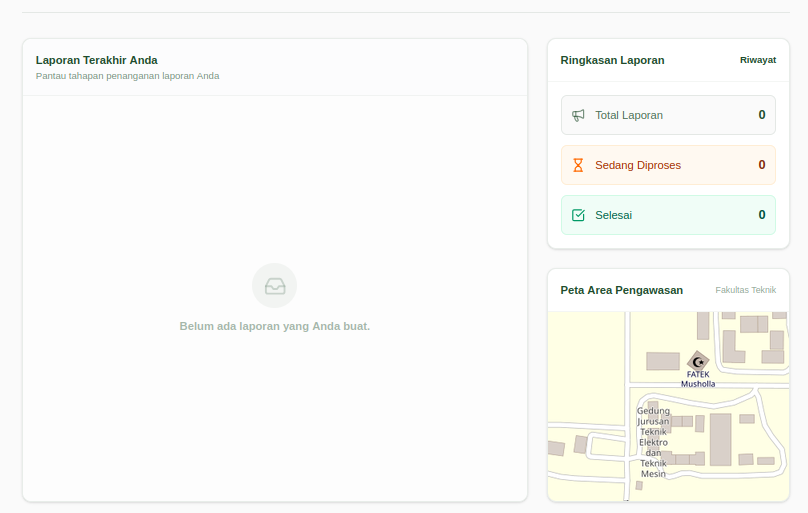 Laporan Terakhir Anda
Pantau tahapan penanganan laporan Anda
Belum ada laporan yang Anda buat.
Ringkasan Laporan
Riwayat
Total Laporan
0
Sedang Diproses
0
Selesai
0
Peta Area Pengawasan
Fakultas Teknik
FATEK
Musholla
Gedung
Jurusan
Teknik
Elektro
dan
Teknik
Mesin